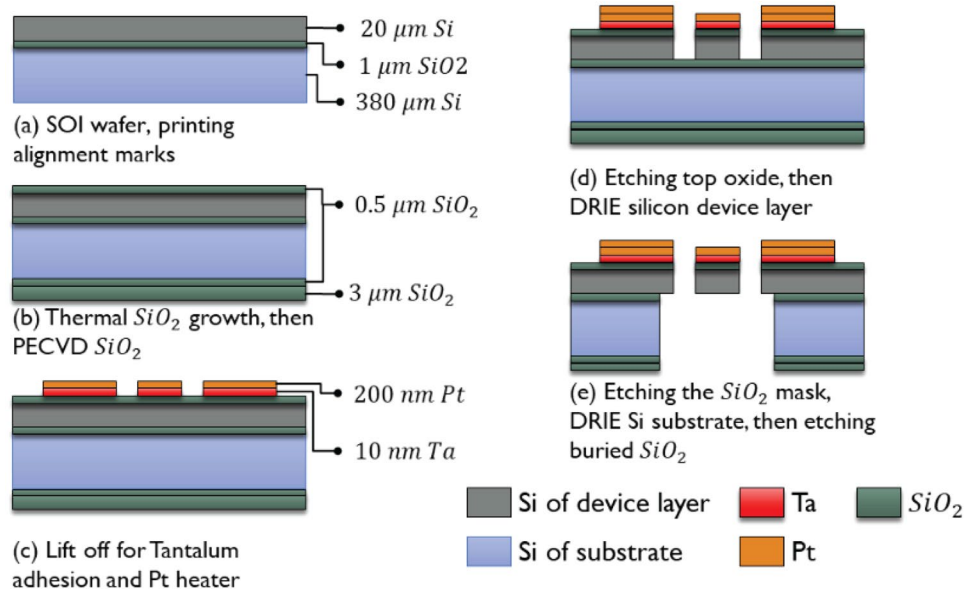 20 μm Si
1 μm SiO2
380 μm Si
(a) SOI wafer, printing
alignment marks
0.5 μm SiO₂
3 μm SiO₂
(b) Thermal SiO₂ growth, then
PECVD SiO₂
200 nm Pt
10 nm Ta
(c) Lift off for Tantalum
adhesion and Pt heater
(d) Etching top oxide, then
DRIE silicon device layer
(e) Etching the SiO₂ mask,
DRIE Si substrate, then etching
buried SiO₂
Si of device layer
Ta
SiO₂
Si of substrate
Pt